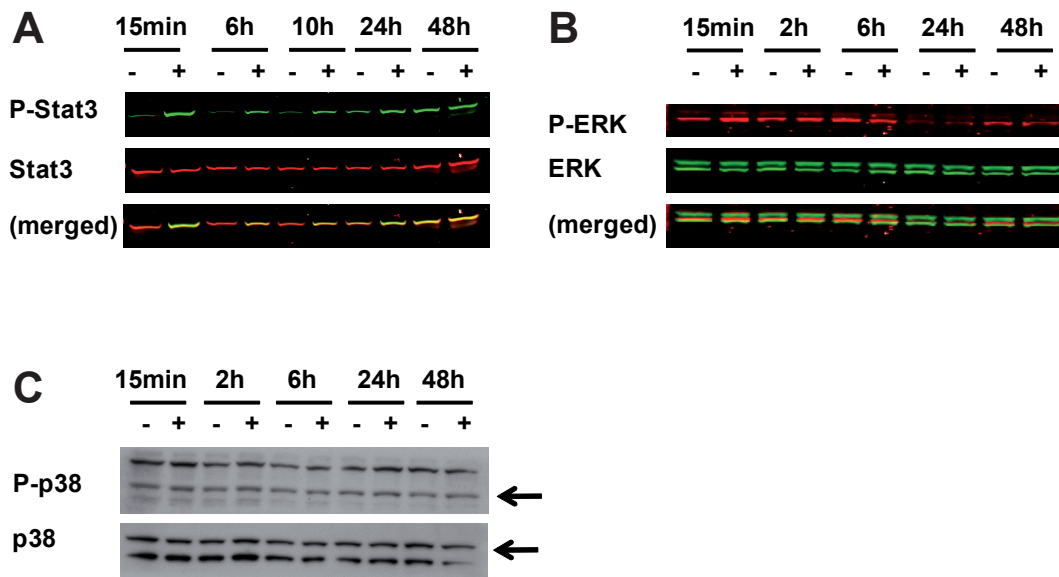 A
15min 6h 10h 24h 48h
- + - + - + - + - +
P-Stat3
Stat3
(merged)
B
15min 2h 6h 24h 48h
- + - + - + - + - +
P-ERK
ERK
(merged)
C
15min 2h 6h 24h 48h
- + - + - + - + - +
P-p38
p38